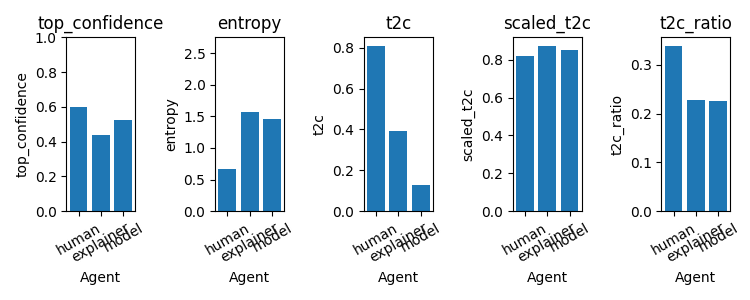 top_confidence
top_confidence
1.0
0.8
0.6
0.4
0.2
0.0
human
explainer
model
Agent
entropy
entropy
2.5
2.0
1.5
1.0
0.5
0.0
human
explainer
model
Agent
t2c
t2c
0.8
0.6
0.4
0.2
0.0
human
explainer
model
Agent
scaled_t2c
scaled_t2c
0.8
0.6
0.4
0.2
0.0
human
explainer
model
Agent
t2c_ratio
t2c_ratio
0.3
0.2
0.1
0.0
human
explainer
model
Agent